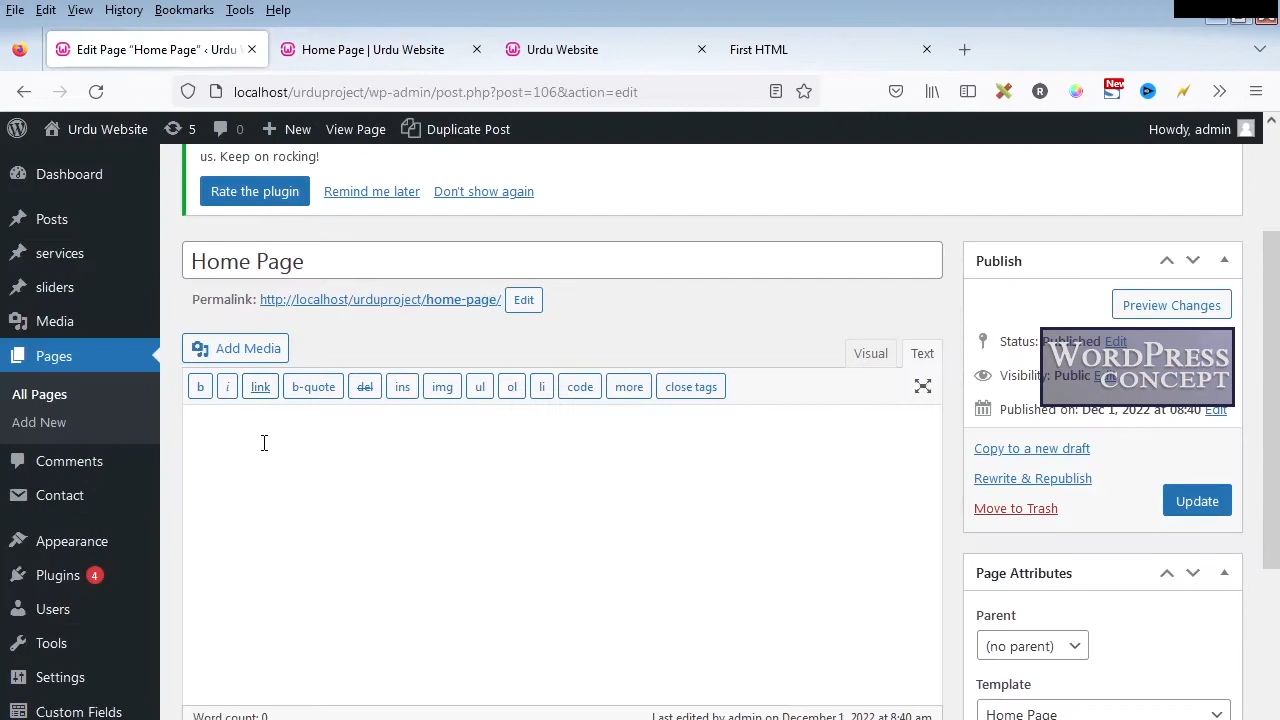 File Edit View History Bookmarks Tools Help
Edit Page “Home Page” ‹ Urdu W
Home Page | Urdu Website
Urdu Website
First HTML
localhost/urduproject/wp-admin/post.php?post=106&action=edit
New
Urdu Website 5 0 New View Page Duplicate Post Howdy, admin
us. Keep on rocking!
Rate the plugin Remind me later Don't show again
Dashboard
Posts
services
sliders
Media
Pages
All Pages
Add New
Comments
Contact
Appearance
Plugins 4
Users
Tools
Settings
Custom Fields
Home Page
Permalink: http://localhost/urduproject/home-page/ Edit
Add Media
Visual Text
b i link b-quote del ins img ul ol li code more close tags
Word count: 0
Last edited by admin on December 1, 2022 at 8:40 am
Publish
Preview Changes
Status: Published Edit
Visibility: Public Edit
Published on: Dec 1, 2022 at 08:40 Edit
WORDPRESS
CONCEPT
Copy to a new draft
Rewrite & Republish
Move to Trash
Update
Page Attributes
Parent
(no parent)
Template
Home Page